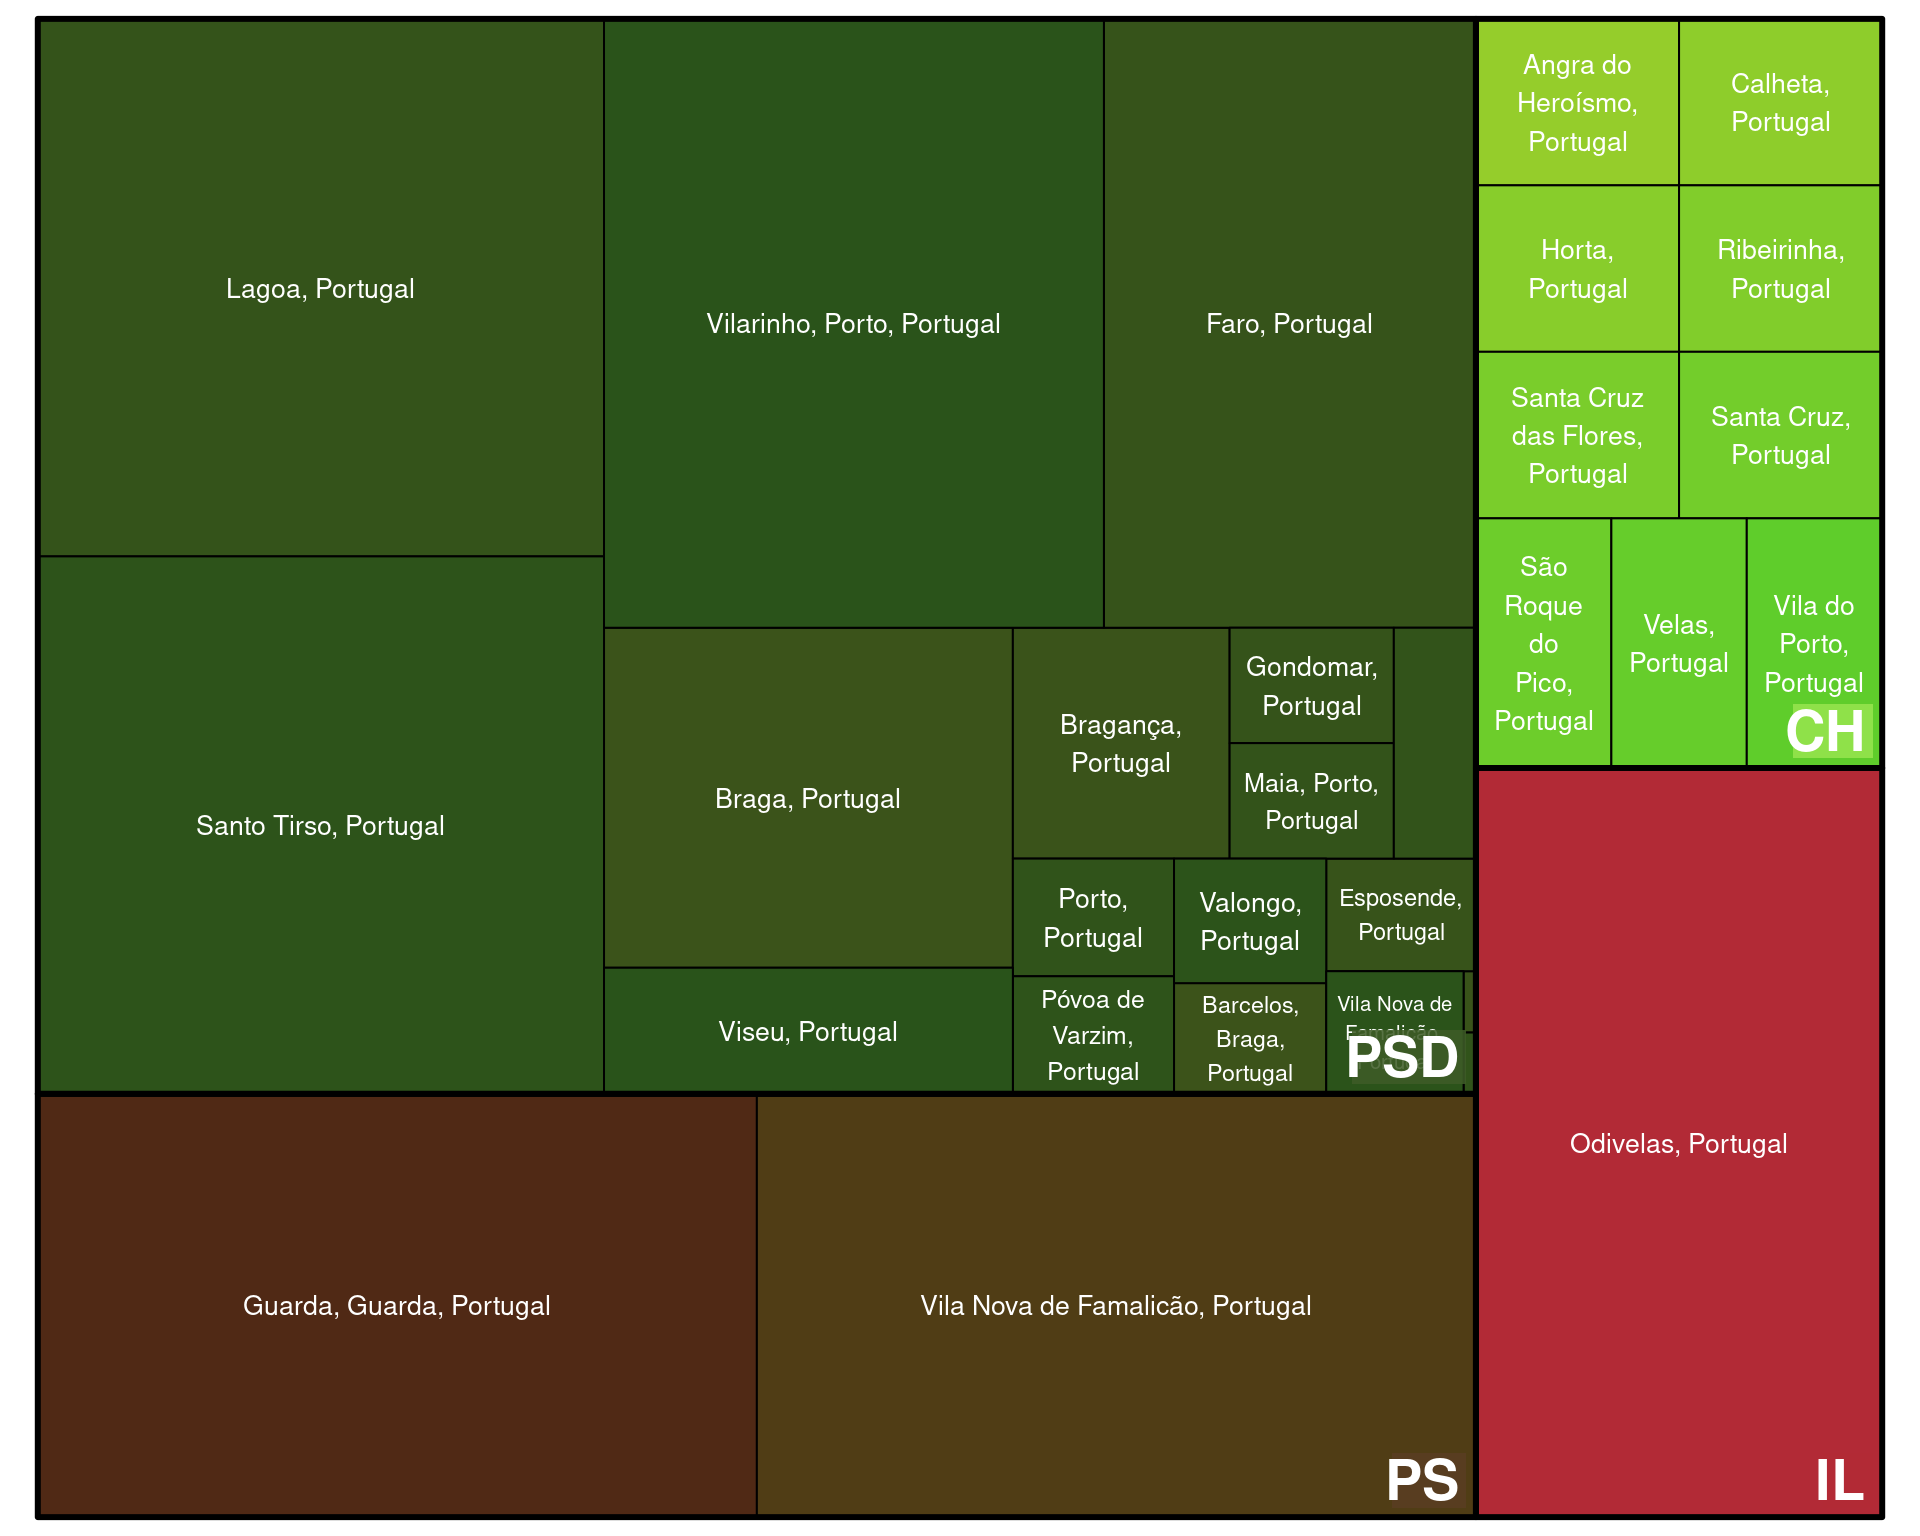 Lagoa, Portugal
Vilarinho, Porto, Portugal
Faro, Portugal
Santo Tirso, Portugal
Braga, Portugal
Viseu, Portugal
Bragança,
Portugal
Gondomar,
Portugal
Maia, Porto,
Portugal
Porto,
Portugal
Póvoa de
Varzim,
Portugal
Valongo,
Portugal
Barcelos,
Braga,
Portugal
Esposende,
Portugal
Vila Nova de
Famalicão,
Portugal
PSD
Guarda, Guarda, Portugal
Vila Nova de Famalicão, Portugal
PS
Angra do
Heroísmo,
Portugal
Calheta,
Portugal
Horta,
Portugal
Ribeirinha,
Portugal
Santa Cruz
das Flores,
Portugal
Santa Cruz,
Portugal
São
Roque
do
Pico,
Portugal
Velas,
Portugal
Vila do
Porto,
Portugal
CH
Odivelas, Portugal
IL